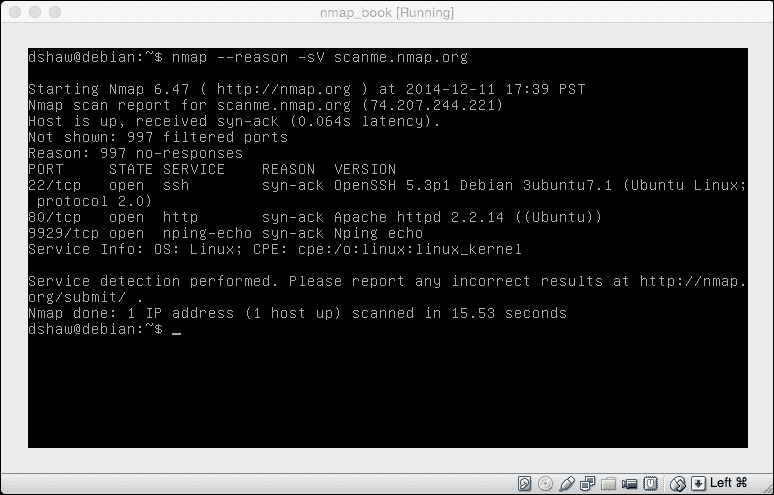 nmap_book [Running]
dshaw@debian:~$ nmap --reason -sV scanme.nmap.org
Starting Nmap 6.47 ( http://nmap.org ) at 2014-12-11 17:39 PST
Nmap scan report for scanme.nmap.org (74.207.244.221)
Host is up, received syn-ack (0.064s latency).
Not shown: 997 filtered ports
Reason: 997 no-responses
PORT     STATE SERVICE    REASON  VERSION
22/tcp   open  ssh        syn-ack OpenSSH 5.3p1 Debian 3ubuntu7.1 (Ubuntu Linux;
 protocol 2.0)
80/tcp   open  http       syn-ack Apache httpd 2.2.14 ((Ubuntu))
9929/tcp open  nping-echo syn-ack Nping echo
Service Info: OS: Linux; CPE: cpe:/o:linux:linux_kernel
Service detection performed. Please report any incorrect results at http://nmap.
org/submit/ .
Nmap done: 1 IP address (1 host up) scanned in 15.53 seconds
dshaw@debian:~$ _
Left ⌘